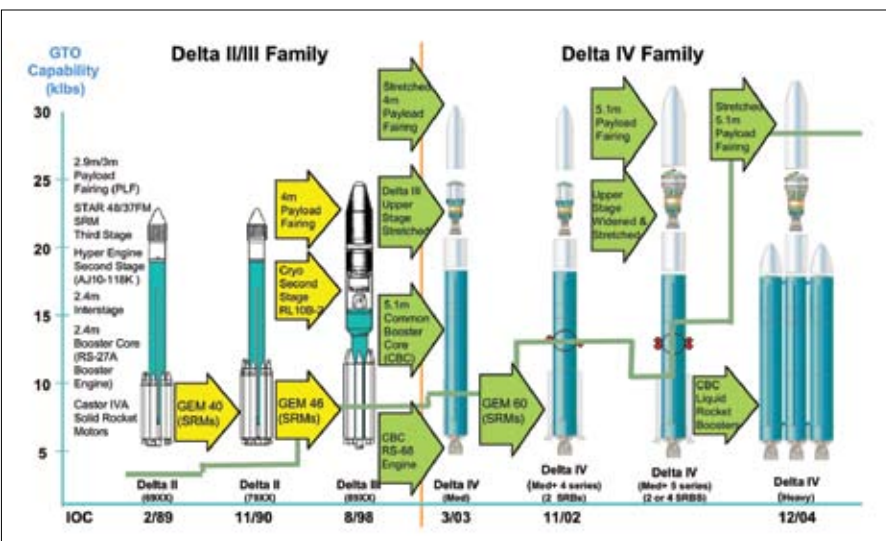 GTO
Capability
(klbs)
Delta II/III Family
Delta IV Family
30
25
20
15
10
5
2.9m/3m
Payload
Fairing (PLF)
STAR 48/37FM
SRM
Third Stage
Hyper Engine
Second Stage
(AJ10-118K )
2.4m
Interstage
2.4m
Booster Core
(RS-27A
Booster
Engine)
Castor IVA
Solid Rocket
Motors
GEM 40
(SRMs)
4m
Payload
Fairing
Cryo
Second
Stage
RL10B-2
GEM 46
(SRMs)
Stretched
4m
Payload
Fairing
Delta III
Upper
Stage
Stretched
5.1m
Common
Booster
Core
(CBC)
CBC
RS-68
Engine
GEM 60
(SRMs)
5.1m
Payload
Fairing
Upper
Stage
Widened &
Stretched
Stretched
5.1m
Payload
Fairing
CBC
Liquid
Rocket
Boosters
Delta II
(69XX)
Delta II
(79XX)
Delta III
(89XX)
Delta IV
(Med)
Delta IV
(Med+ 4 series)
(2 SRBs)
Delta IV
(Med+ 5 series)
(2 or 4 SRBS)
Delta IV
(Heavy)
IOC
2/89
11/90
8/98
3/03
11/02
12/04